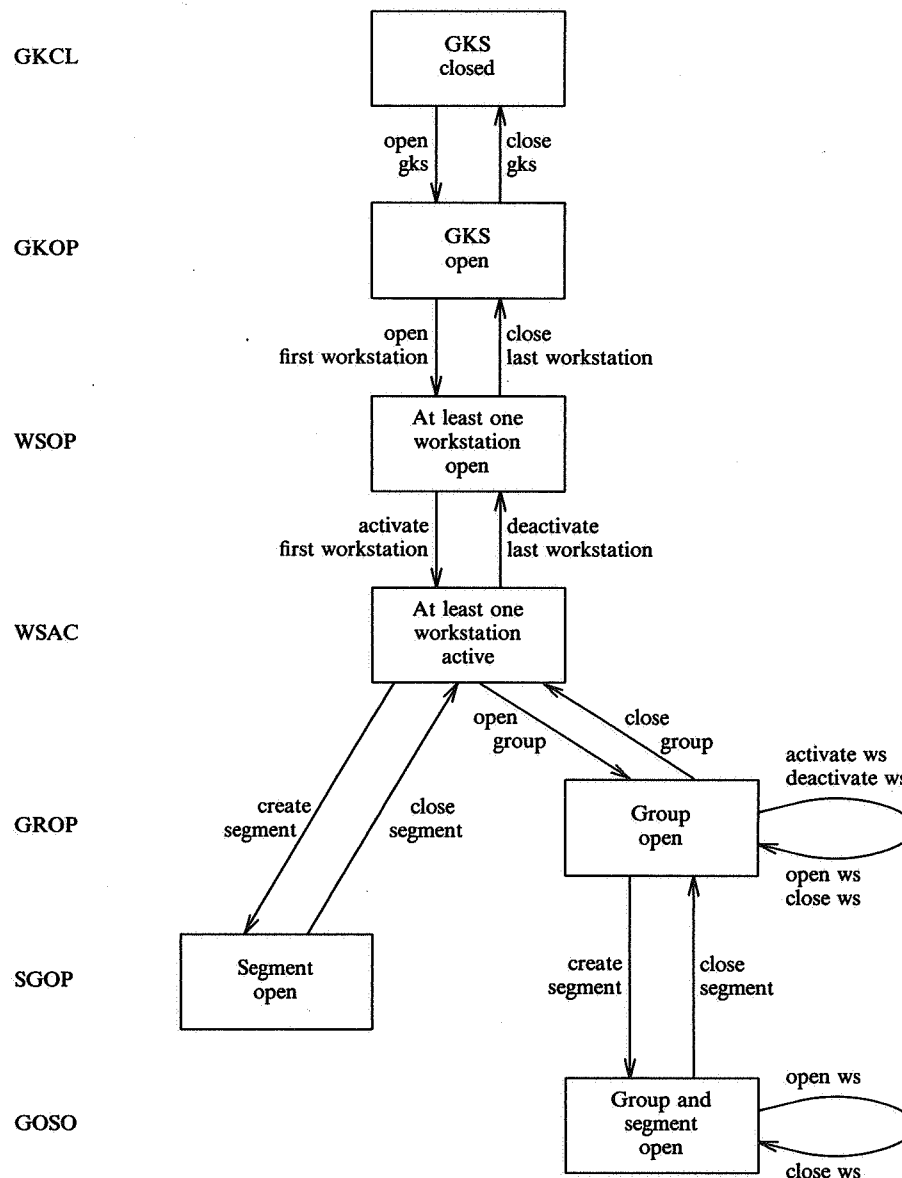 GKCL
GKS
closed
open
gks
close
gks
GKOP
GKS
open
open
first workstation
close
last workstation
WSOP
At least one
workstation
open
activate
first workstation
deactivate
last workstation
WSAC
At least one
workstation
active
open
group
close
group
activate ws
deactivate ws
create
segment
close
segment
GROP
Group
open
open ws
close ws
SGOP
Segment
open
create
segment
close
segment
GOSO
Group and
segment
open
open ws
close ws